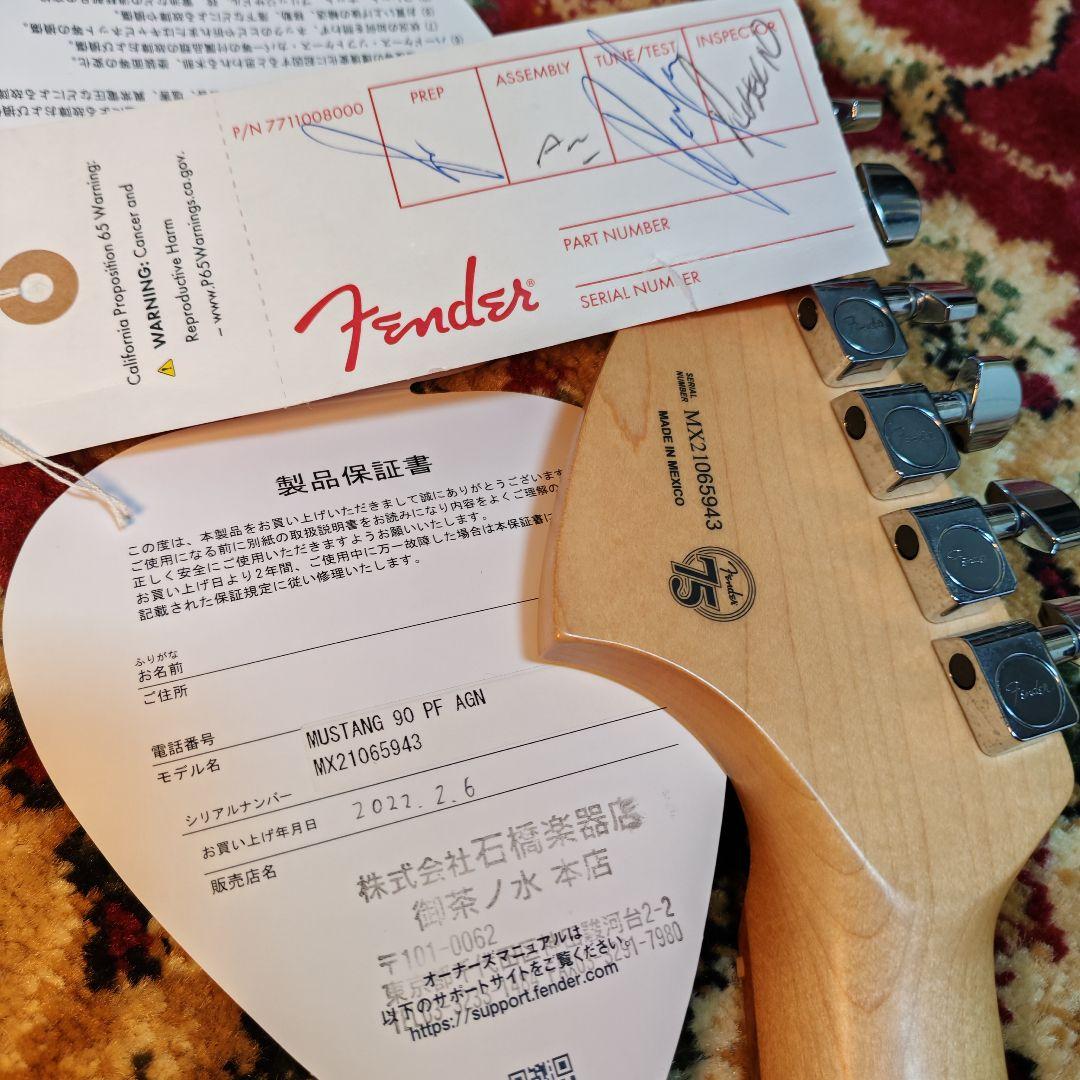 P/N 7711008000
PREP
ASSEMBLY
TUNE/TEST
INSPECTOR
PART NUMBER
SERIAL NUMBER
Fender®
California Proposition 65 Warning:
WARNING: Cancer and
Reproductive Harm
– www.P65Warnings.ca.gov.
SERIAL
NUMBER MX21065943
MADE IN MEXICO
Fender
75
Fender
Fender
Fender
Fender
製品保証書
この度は、本製品をお買い上げいただきまして誠にありがとうございます
ご使用になる前に別紙の取扱説明書をお読みになり内容をよくご理解の
正しく安全にご使用いただきますようお願いいたします。
お買い上げ日より2年間、ご使用中に万一故障した場合は本保証書に
記載された保証規定に従い修理いたします。
ふりがな
お名前
ご住所
電話番号
モデル名 MUSTANG 90 PF AGN
MX21065943
シリアルナンバー
お買い上げ年月日 2022.2.6
販売店名
株式会社石橋楽器店
御茶ノ水 本店
〒101-0062
駿河台2-2
オーナーズマニュアルは
以下のサポートサイトをご覧ください。
https://support.fender.com